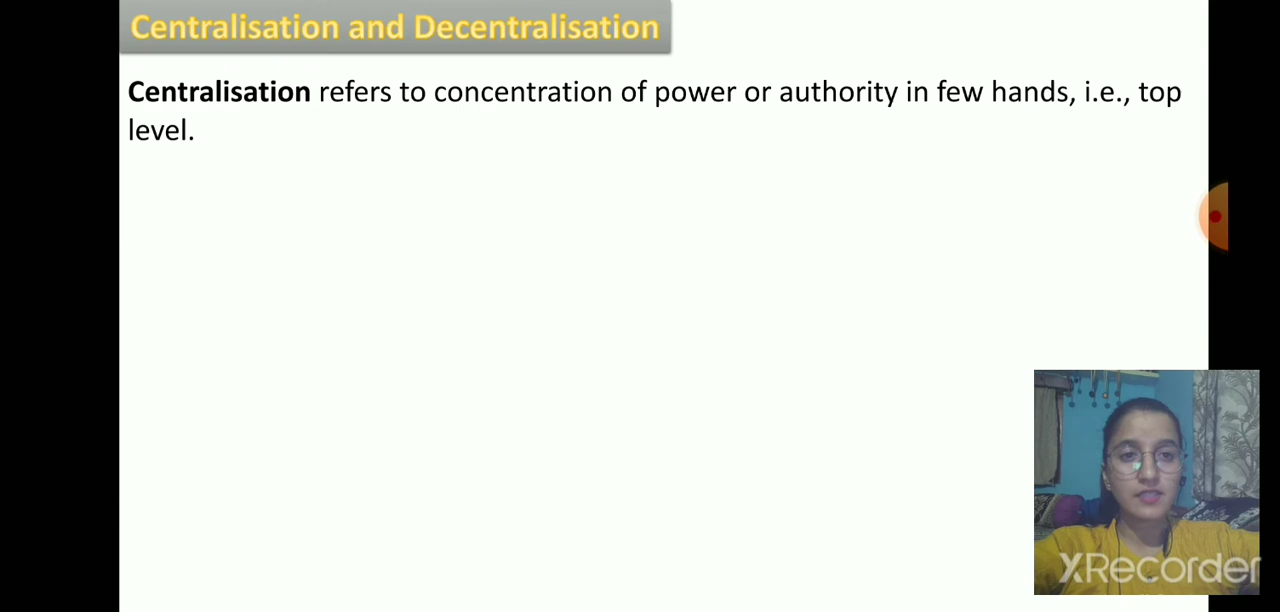 Centralisation and Decentralisation
Centralisation refers to concentration of power or authority in few hands, i.e., top
level.
XRecorder